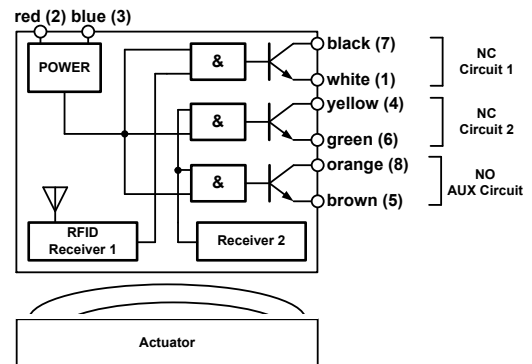 red (2) blue (3)
POWER
&
black (7)
white (1)
NC
Circuit 1
&
yellow (4)
green (6)
NC
Circuit 2
&
orange (8)
brown (5)
NO
AUX Circuit
RFID
Receiver 1
Receiver 2
Actuator